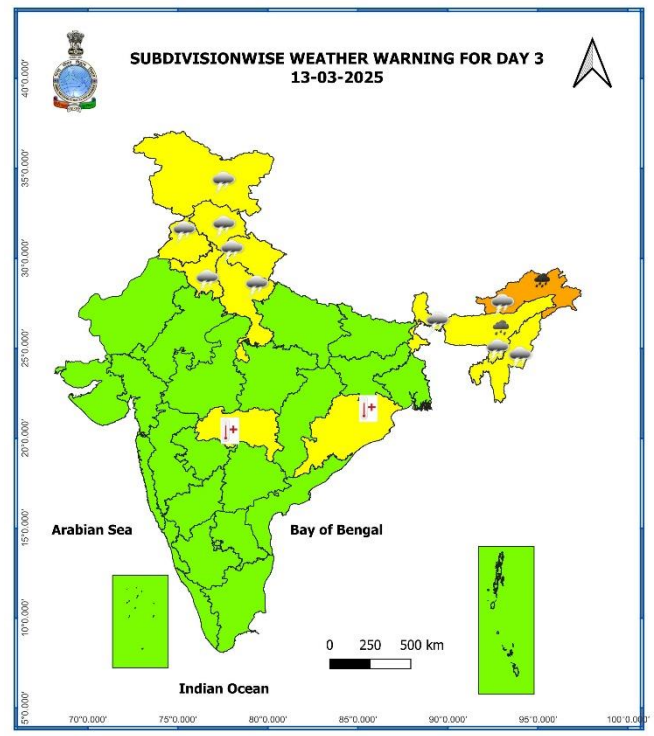 SUBDIVISIONWISE WEATHER WARNING FOR DAY 3
13-03-2025
40°0.000'
35°0.000'
30°0.000'
25°0.000'
20°0.000'
15°0.000'
10°0.000'
5°0.000'
Arabian Sea
Bay of Bengal
Indian Ocean
0 250 500 km
70°0.000' 75°0.000' 80°0.000' 85°0.000' 90°0.000' 95°0.000' 100°0.000'